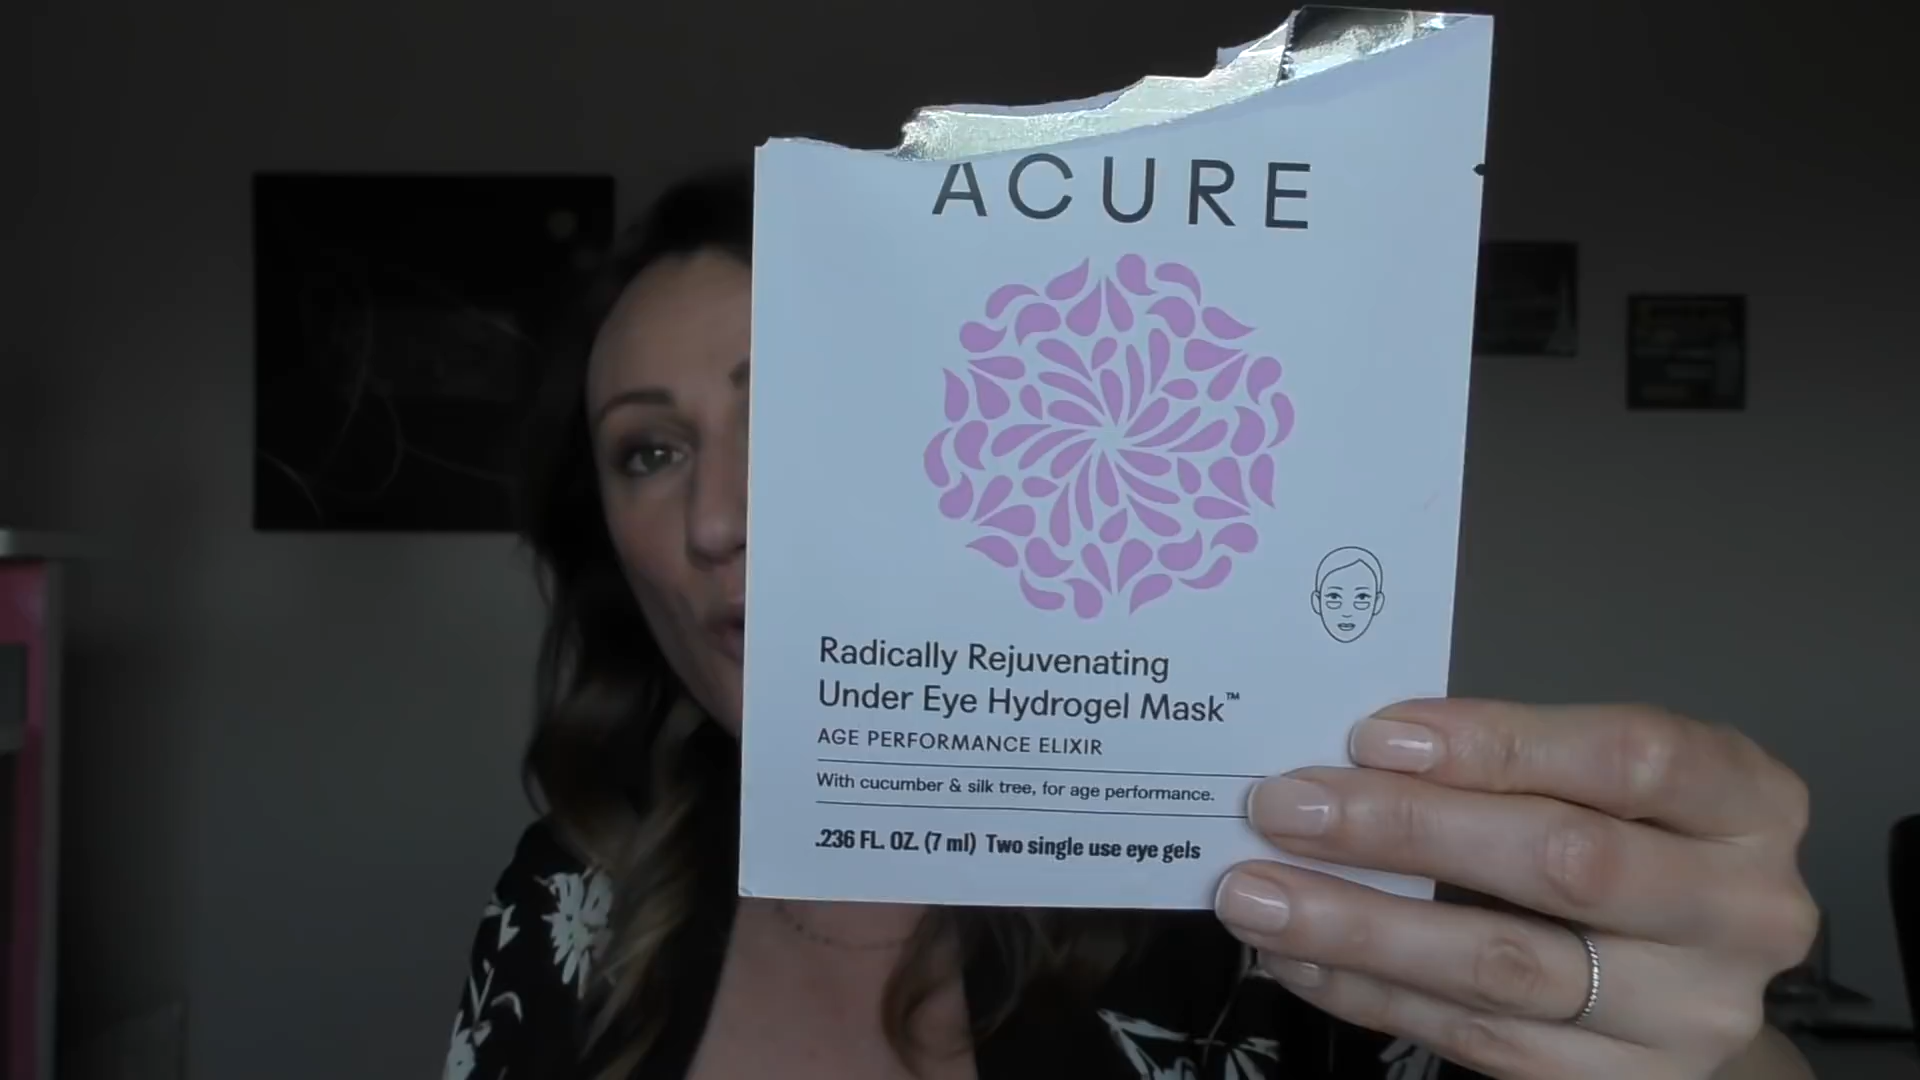 ACURE
Radically Rejuvenating
Under Eye Hydrogel Mask™
AGE PERFORMANCE ELIXIR
With cucumber & silk tree, for age performance.
.236 FL. OZ. (7 ml) Two single use eye gels